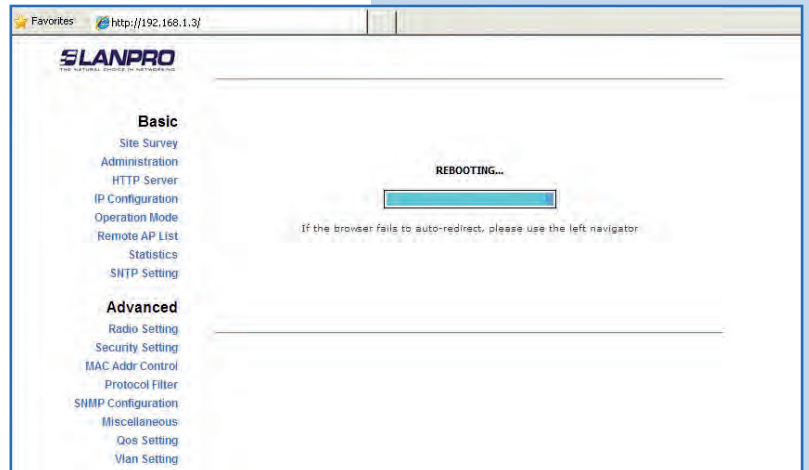 Favorites http://192.168.1.3/
LANPRO
THE NATURAL CHOICE IN NETWORKING
Basic
Site Survey
Administration
HTTP Server
IP Configuration
Operation Mode
Remote AP List
Statistics
SNTP Setting
Advanced
Radio Setting
Security Setting
MAC Addr Control
Protocol Filter
SNMP Configuration
Miscellaneous
Qos Setting
Vlan Setting
REBOOTING...
If the browser fails to auto-redirect, please use the left navigator